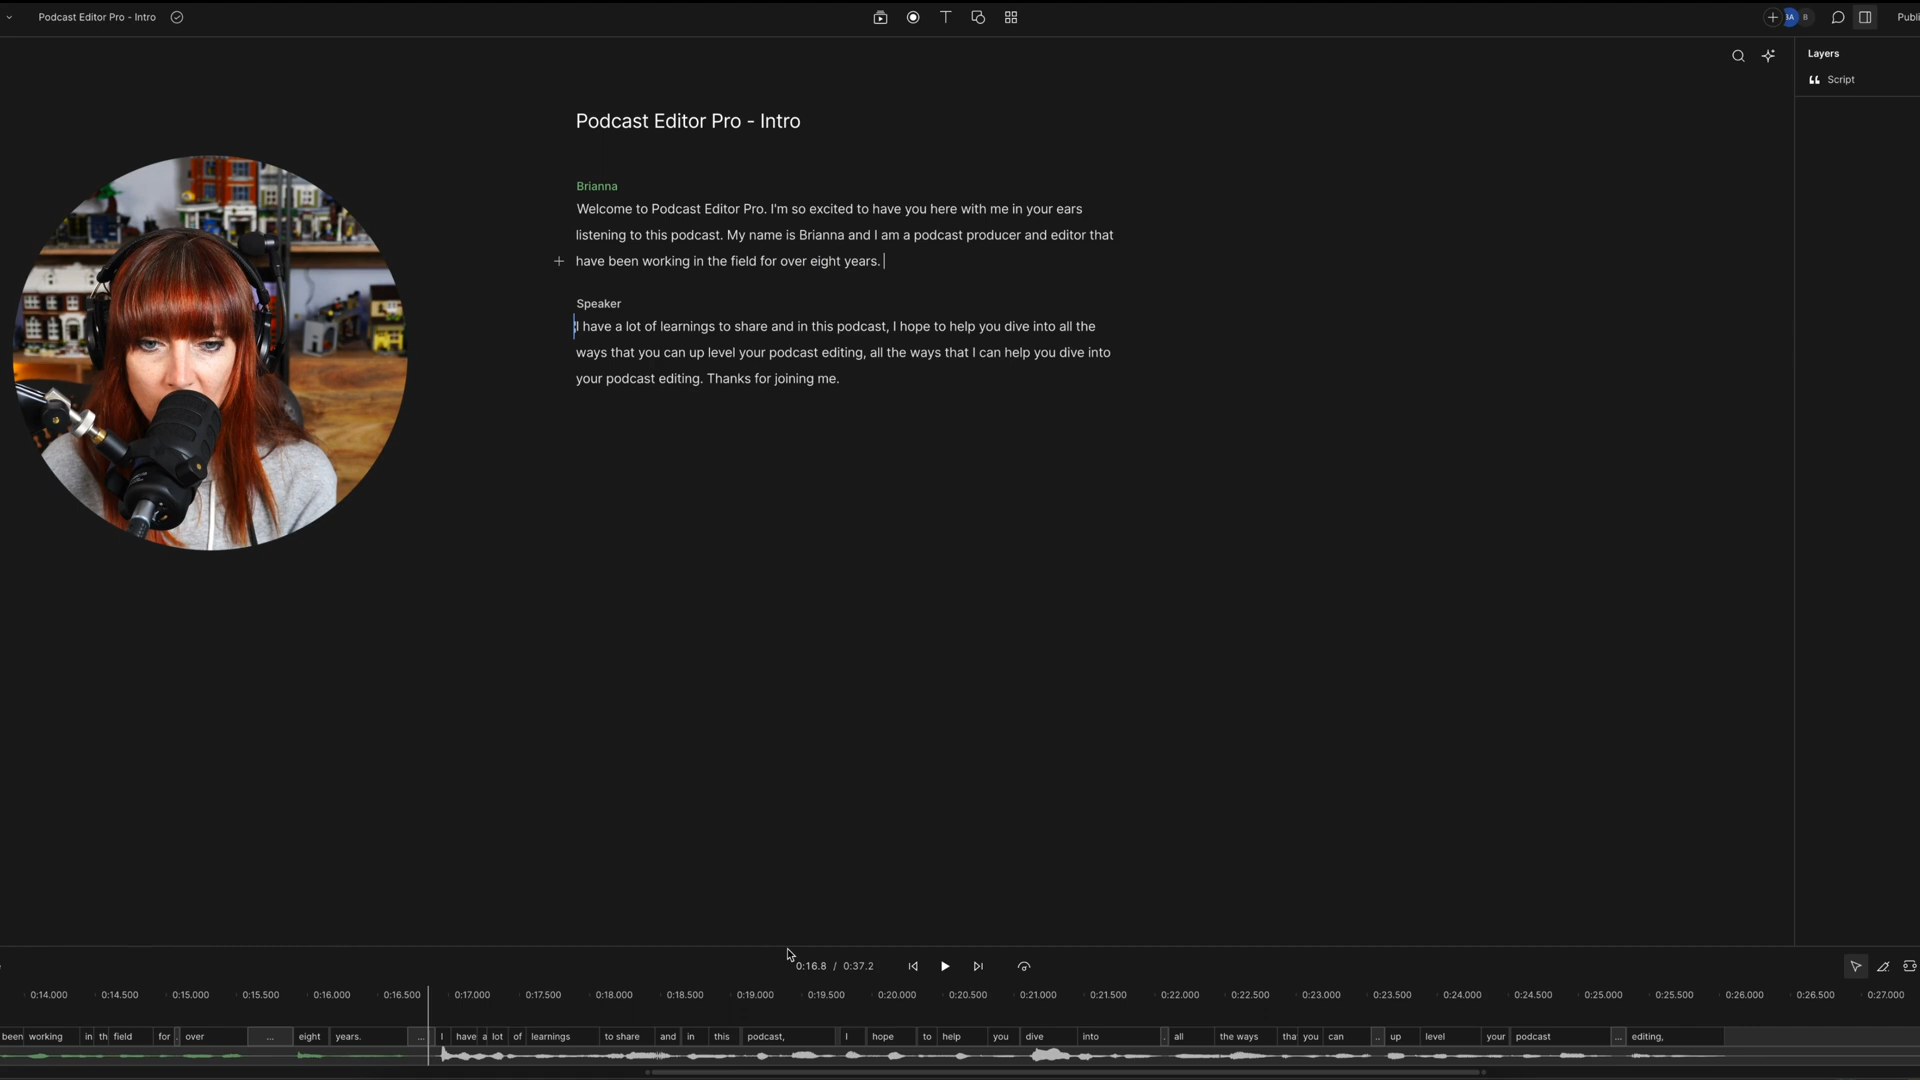 Podcast Editor Pro - Intro
BA
B
Publi
Layers
Script
Podcast Editor Pro - Intro
Brianna
Welcome to Podcast Editor Pro. I'm so excited to have you here with me in your ears
listening to this podcast. My name is Brianna and I am a podcast producer and editor that
have been working in the field for over eight years.
Speaker
I have a lot of learnings to share and in this podcast, I hope to help you dive into all the
ways that you can up level your podcast editing, all the ways that I can help you dive into
your podcast editing. Thanks for joining me.
0:16.8 / 0:37.2
0:14.000 0:14.500 0:15.000 0:15.500 0:16.000 0:16.500 0:17.000 0:17.500 0:18.000 0:18.500 0:19.000 0:19.500 0:20.000 0:20.500 0:21.000 0:21.500 0:22.000 0:22.500 0:23.000 0:23.500 0:24.000 0:24.500 0:25.000 0:25.500 0:26.000 0:26.500 0:27.000
been working in th field for . over ... eight years. ... I have a lot of learnings to share and in this podcast, I hope to help you dive into . all the ways tha you can .. up level your podcast ... editing,